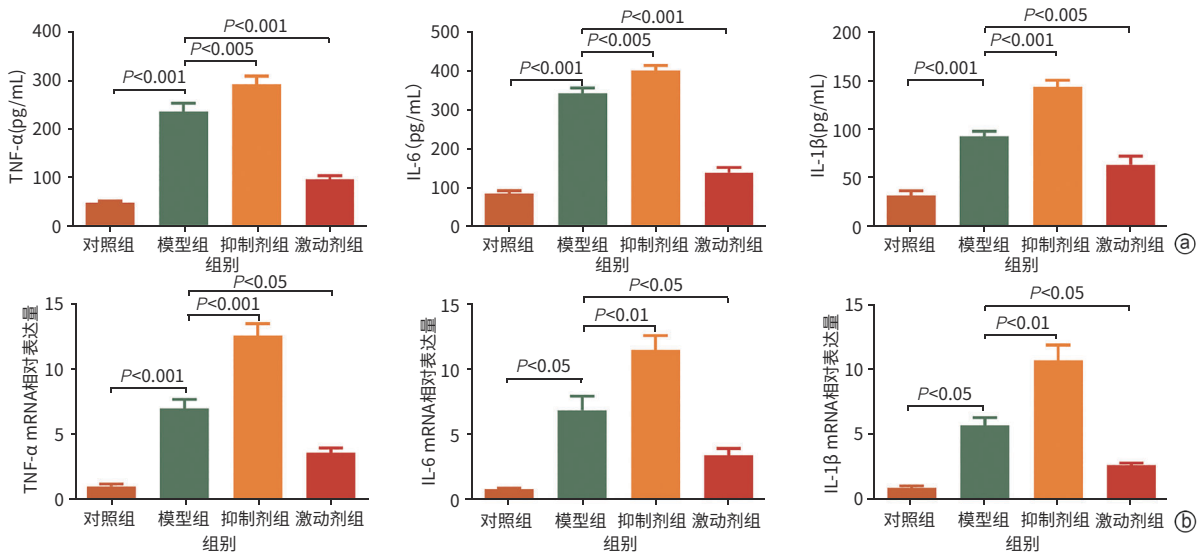 P<0.001
400
P<0.005
300
P<0.001
200
100
0
TNF-α(pg/mL)
对照组 模型组 抑制剂组 激动剂组
组别
500
P<0.001
P<0.005
400
P<0.001
300
200
100
0
IL-6 (pg/mL)
对照组 模型组 抑制剂组 激动剂组
组别
P<0.005
200
P<0.001
150
P<0.001
100
50
0
IL-1β(pg/mL)
对照组 模型组 抑制剂组 激动剂组
组别
ⓐ
P<0.05
15
P<0.001
10
P<0.001
5
0
TNF-α mRNA相对表达量
对照组 模型组 抑制剂组 激动剂组
组别
P<0.05
15
P<0.01
10
P<0.05
5
0
IL-6 mRNA相对表达量
对照组 模型组 抑制剂组 激动剂组
组别
P<0.05
15
P<0.01
10
P<0.05
5
0
IL-1β mRNA相对表达量
对照组 模型组 抑制剂组 激动剂组
组别
ⓑ